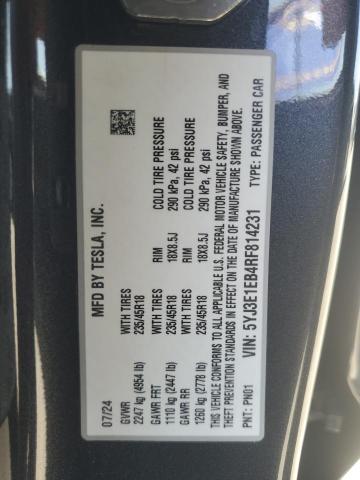 MFD BY TESLA, INC.
07/24
GVWR
2247 kg (4954 lb)
GAWR FRT WITH TIRES RIM COLD TIRE PRESSURE
1110 kg (2447 lb) 235/45R18 18X8.5J 290 kPa, 42 psi
GAWR RR WITH TIRES RIM COLD TIRE PRESSURE
1260 kg (2778 lb) 235/45R18 18X8.5J 290 kPa, 42 psi
THIS VEHICLE CONFORMS TO ALL APPLICABLE U.S. FEDERAL MOTOR VEHICLE SAFETY, BUMPER, AND
THEFT PREVENTION STANDARDS IN EFFECT ON THE DATE OF MANUFACTURE SHOWN ABOVE.
PNT: PN01 VIN: 5YJ3E1EB4RF814231 TYPE: PASSENGER CAR